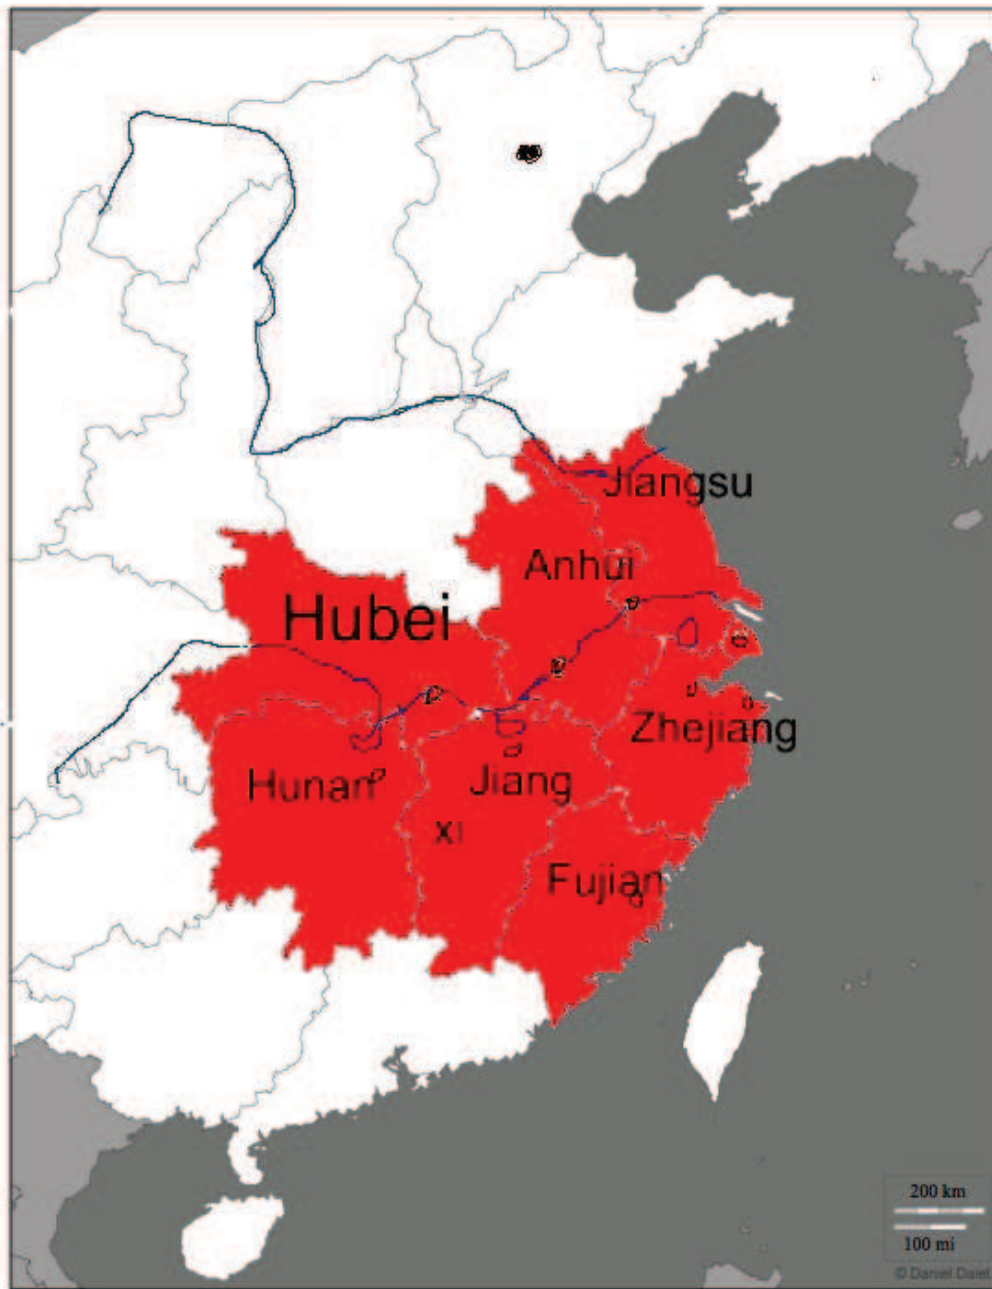 Jiangsu
Anhui
Hubei
Zhejiang
Hunan
Jiang
xi
Fujian
200 km
100 mi
© Daniel Dalet